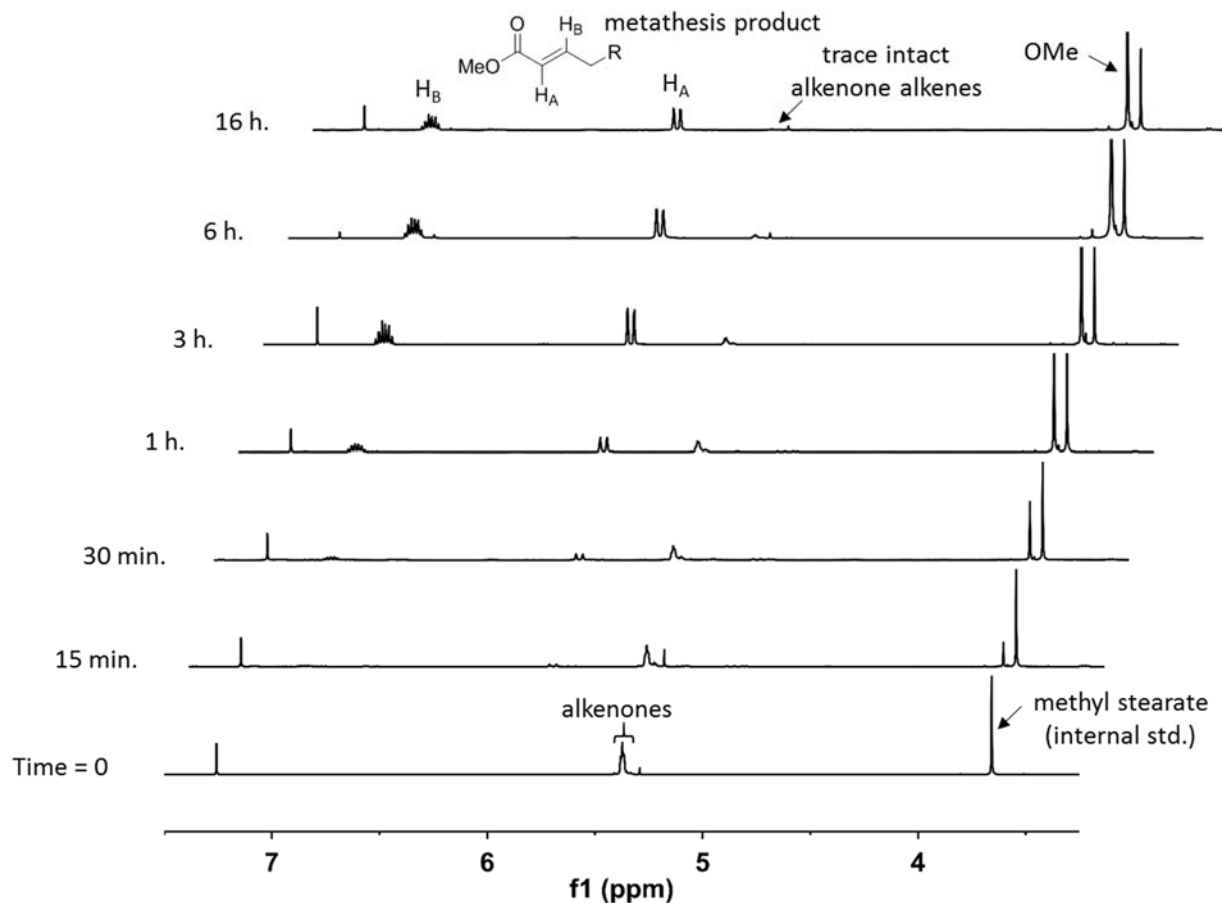 metathesis product
O
H_B
MeO
R
H_A
trace intact
alkenone alkenes
OMe
H_B
H_A
16 h.
6 h.
3 h.
1 h.
30 min.
15 min.
alkenones
methyl stearate
(internal std.)
Time = 0
7 6 5 4
f1 (ppm)